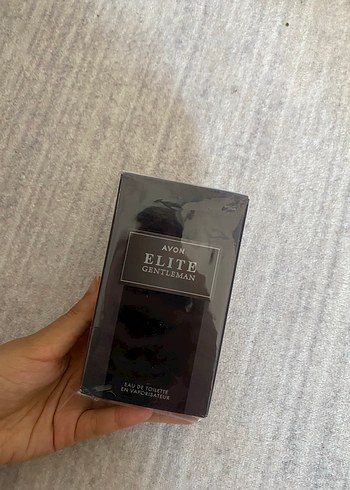 AVON
ELITE
GENTLEMAN
EAU DE TOILETTE
EN VAPORISATEUR